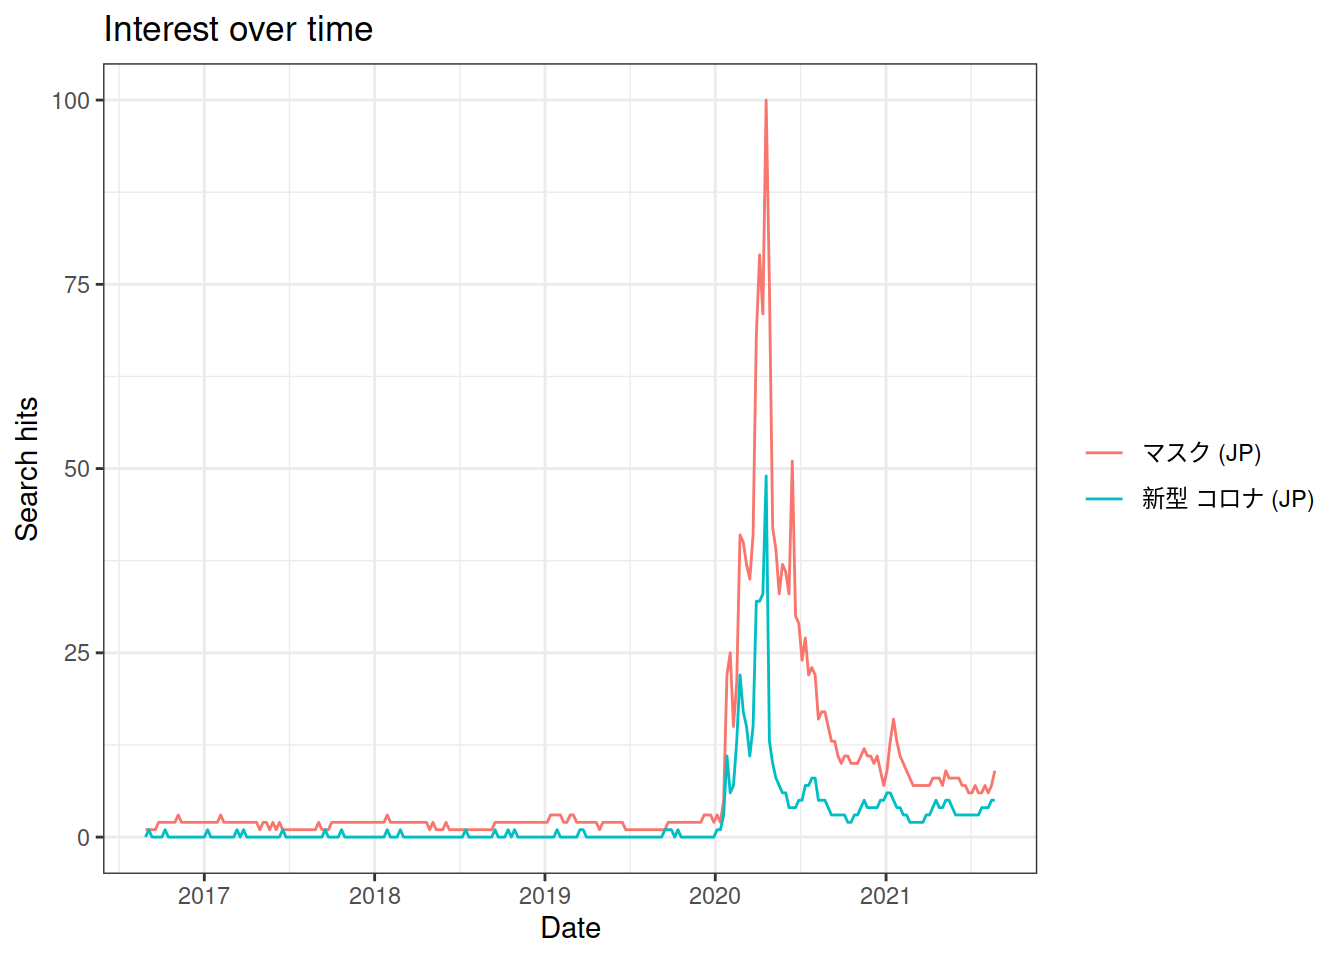 Interest over time
100
75
50
25
0
Search hits
2017 2018 2019 2020 2021
Date
マスク (JP)
新型 コロナ (JP)